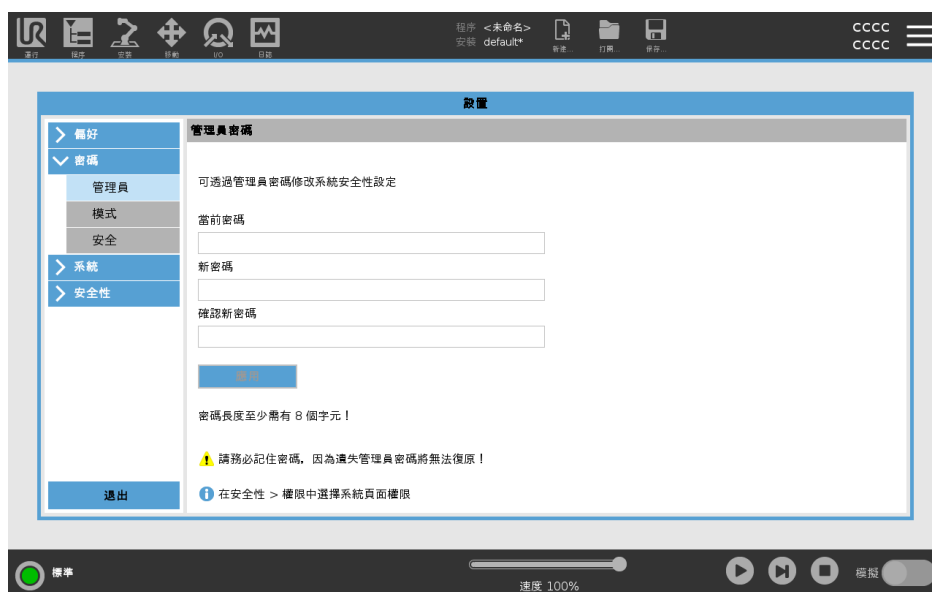 程序 <未命名>
安裝 default*
CCCC
CCCC
運行
程序
安裝
移動
I/O
日誌
新建...
打開...
保存...
設置
偏好
密碼
管理員
模式
安全
系統
安全性
退出
管理員密碼
可透過管理員密碼修改系統安全性設定
當前密碼
新密碼
確認新密碼
密碼長度至少需有 8 個字元！
請務必記住密碼，因為遺失管理員密碼將無法復原！
在安全性 > 權限中選擇系統頁面權限
標準
速度 100%
模擬